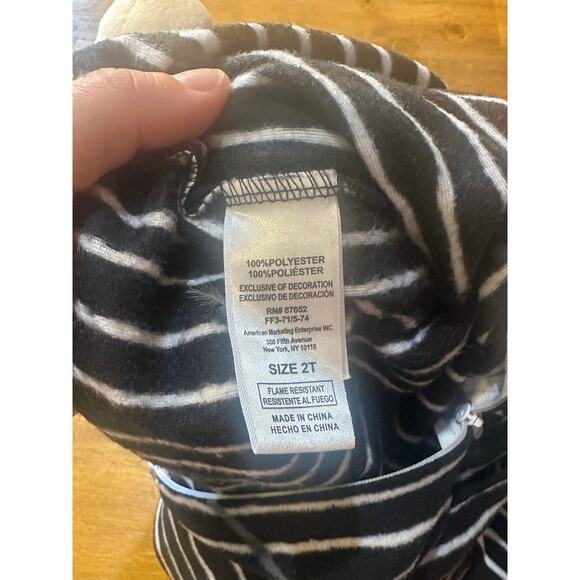 100%POLYESTER
100%POLIÉSTER
EXCLUSIVE OF DECORATION
EXCLUSIVO DE DECORACIÓN
RN# 87652
FF3-71/5-74
American Marketing Enterprise INC.
350 Fifth Avenue
New York, NY 10118
SIZE 2T
FLAME RESISTANT
RESISTENTE AL FUEGO
MADE IN CHINA
HECHO EN CHINA